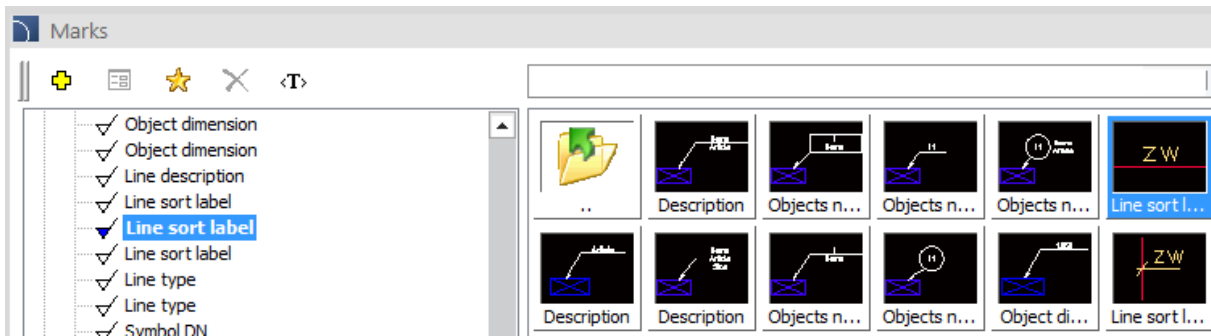 Marks
<T>
Object dimension
Object dimension
Line description
Line sort label
Line sort label
Line sort label
Line type
Line type
Symbol DN
..
Description
Objects n...
Objects n...
Objects n...
ZW
Line sort l...
Description
Description
Objects n...
Objects n...
Object di...
ZW
Line sort l...